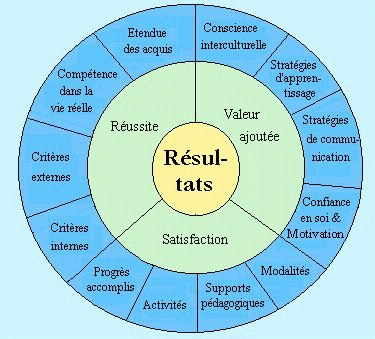 Résul-
tats
Réussite
Valeur
ajoutée
Satisfaction
Etendue
des acquis
Conscience
interculturelle
Stratégies
d'appren-
tissage
Stratégies
de commu-
nication
Confiance
en soi &
Motivation
Modalités
Supports
pédagogiques
Activités
Progrès
accomplis
Critères
internes
Critères
externes
Compétence
dans la
vie réelle